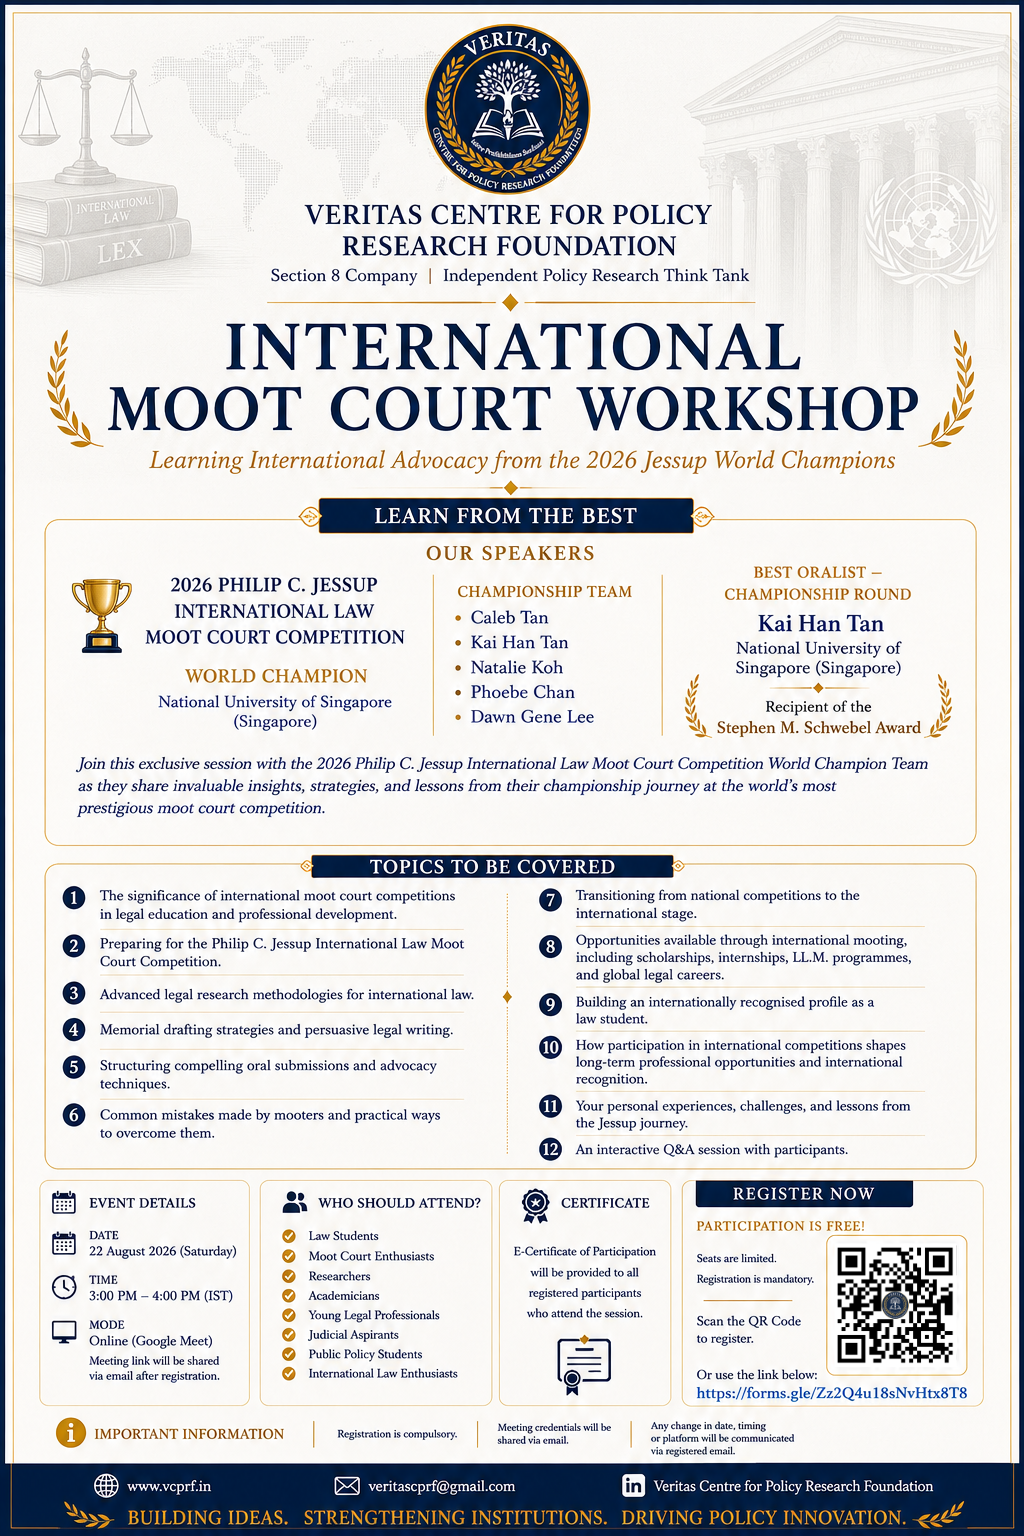 VERITAS
CENTRE FOR POLICY RESEARCH FOUNDATION
INTERNATIONAL
LAW
LEX
VERITAS CENTRE FOR POLICY
RESEARCH FOUNDATION
Section 8 Company | Independent Policy Research Think Tank
INTERNATIONAL
MOOT COURT WORKSHOP
Learning International Advocacy from the 2026 Jessup World Champions
LEARN FROM THE BEST
OUR SPEAKERS
2026 PHILIP C. JESSUP
INTERNATIONAL LAW
MOOT COURT COMPETITION
WORLD CHAMPION
National University of Singapore
(Singapore)
CHAMPIONSHIP TEAM
• Caleb Tan
• Kai Han Tan
• Natalie Koh
• Phoebe Chan
• Dawn Gene Lee
BEST ORALIST –
CHAMPIONSHIP ROUND
Kai Han Tan
National University of
Singapore (Singapore)
Recipient of the
Stephen M. Schwebel Award
Join this exclusive session with the 2026 Philip C. Jessup International Law Moot Court Competition World Champion Team
as they share invaluable insights, strategies, and lessons from their championship journey at the world's most
prestigious moot court competition.
TOPICS TO BE COVERED
1 The significance of international moot court competitions
in legal education and professional development.
2 Preparing for the Philip C. Jessup International Law Moot
Court Competition.
3 Advanced legal research methodologies for international law.
4 Memorial drafting strategies and persuasive legal writing.
5 Structuring compelling oral submissions and advocacy
techniques.
6 Common mistakes made by mooters and practical ways
to overcome them.
7 Transitioning from national competitions to the
international stage.
8 Opportunities available through international mooting,
including scholarships, internships, LL.M. programmes,
and global legal careers.
9 Building an internationally recognised profile as a
law student.
10 How participation in international competitions shapes
long-term professional opportunities and international
recognition.
11 Your personal experiences, challenges, and lessons from
the Jessup journey.
12 An interactive Q&A session with participants.
EVENT DETAILS
DATE
22 August 2026 (Saturday)
TIME
3:00 PM – 4:00 PM (IST)
MODE
Online (Google Meet)
Meeting link will be shared
via email after registration.
WHO SHOULD ATTEND?
Law Students
Moot Court Enthusiasts
Researchers
Academicians
Young Legal Professionals
Judicial Aspirants
Public Policy Students
International Law Enthusiasts
CERTIFICATE
E-Certificate of Participation
will be provided to all
registered participants
who attend the session.
REGISTER NOW
PARTICIPATION IS FREE!
Seats are limited.
Registration is mandatory.
Scan the QR Code
to register.
Or use the link below:
https://forms.gle/Zz2Q4u18sNvHtx8T8
IMPORTANT INFORMATION
Registration is compulsory.
Meeting credentials will be
shared via email.
Any change in date, timing
or platform will be communicated
via registered email.
www.vcprf.in
veritascprf@gmail.com
in Veritas Centre for Policy Research Foundation
BUILDING IDEAS. STRENGTHENING INSTITUTIONS. DRIVING POLICY INNOVATION.